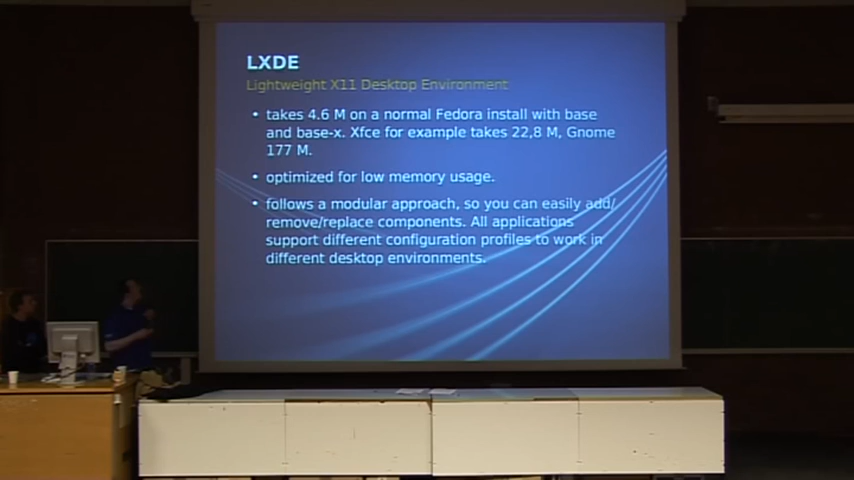 LXDE
Lightweight X11 Desktop Environment
• takes 4.6 M on a normal Fedora install with base
and base-x. Xfce for example takes 22,8 M, Gnome
177 M.
• optimized for low memory usage.
• follows a modular approach, so you can easily add/
remove/replace components. All applications
support different configuration profiles to work in
different desktop environments.